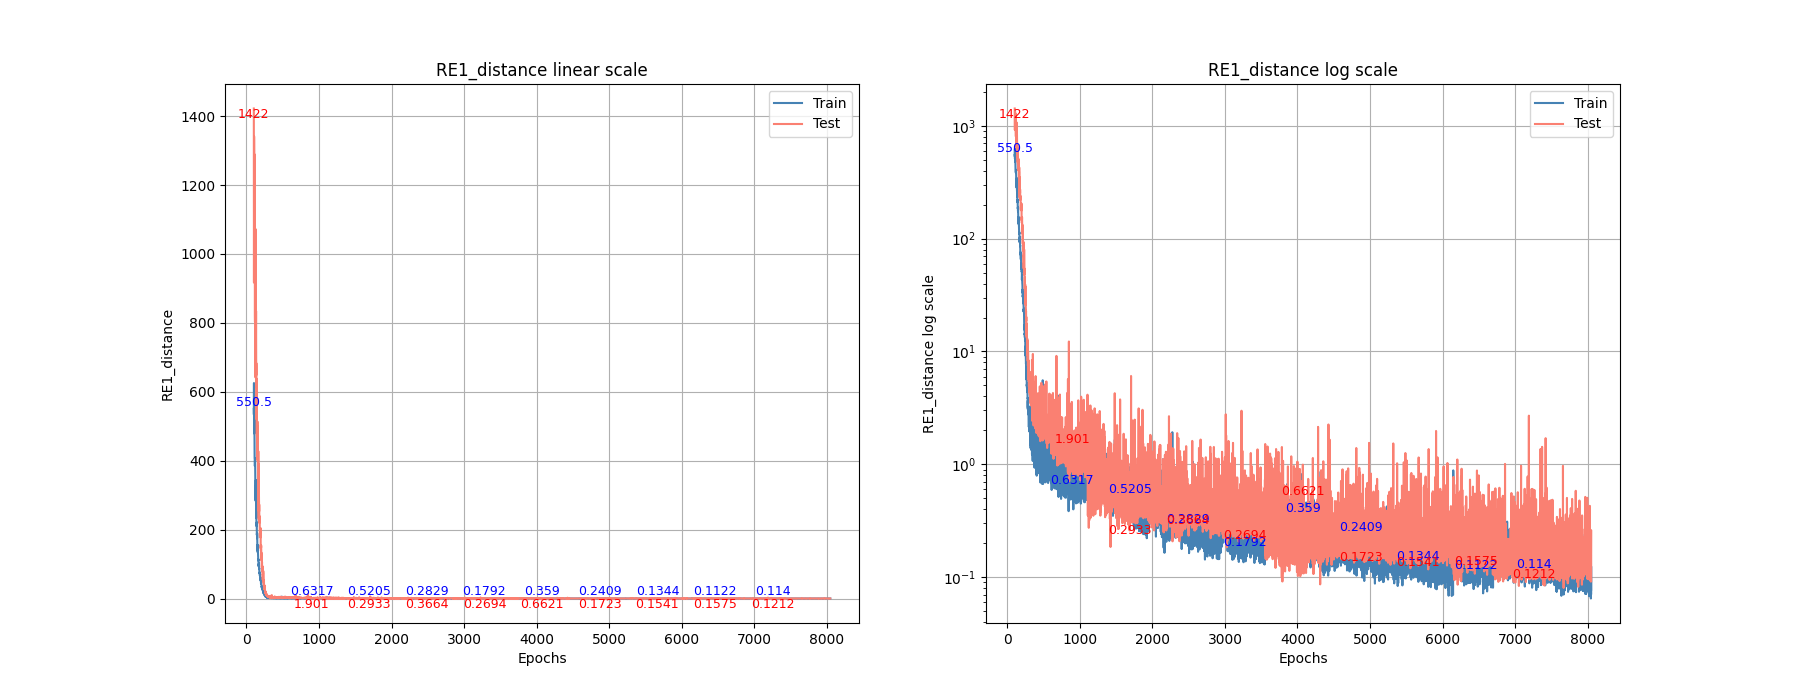 RE1_distance linear scale
RE1_distance
1400
1200
1000
800
600
400
200
0
1422
550.5
Train
Test
0.6317 0.5205 0.2829 0.1792 0.359 0.2409 0.1344 0.1122 0.114
1.901 0.2933 0.3664 0.2694 0.6621 0.1723 0.1541 0.1575 0.1212
0 1000 2000 3000 4000 5000 6000 7000 8000
Epochs
RE1_distance log scale
RE1_distance log scale
10³
10²
10¹
10⁰
10⁻¹
1422
550.5
Train
Test
1.901
0.6317
0.5205
0.2933
0.2829
0.3664
0.2694
0.1792
0.6621
0.359
0.2409
0.1723
0.1344
0.1541
0.1575
0.1122
0.114
0.1212
0 1000 2000 3000 4000 5000 6000 7000 8000
Epochs